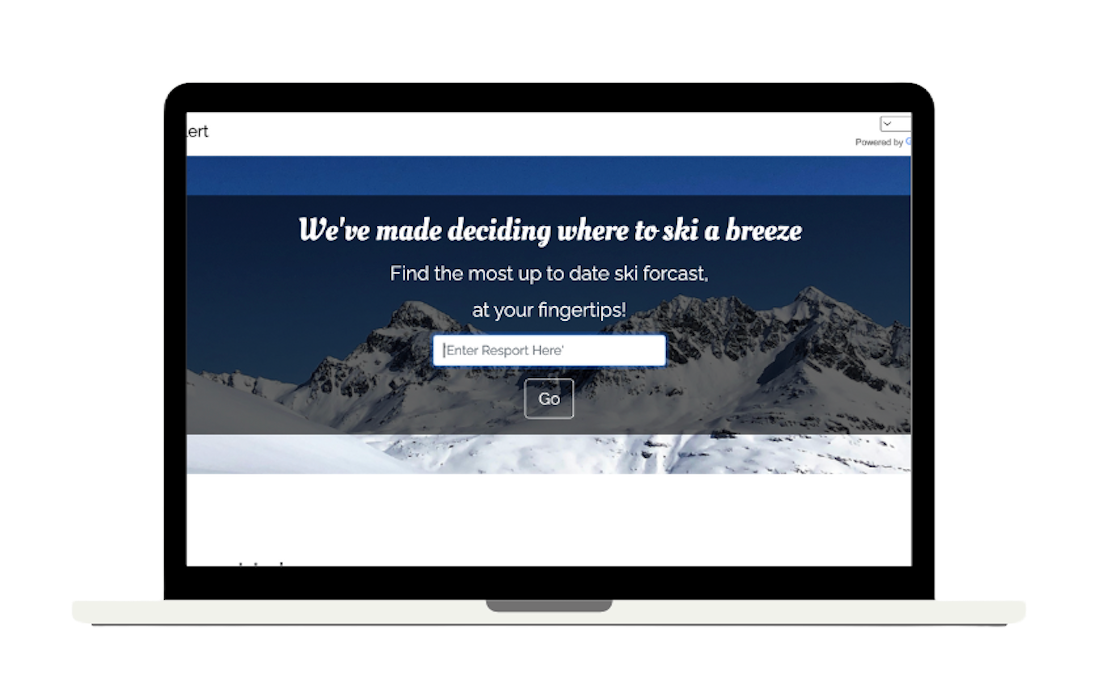 lert
Powered by
We've made deciding where to ski a breeze
Find the most up to date ski forcast,
at your fingertips!
'Enter Resport Here'
Go